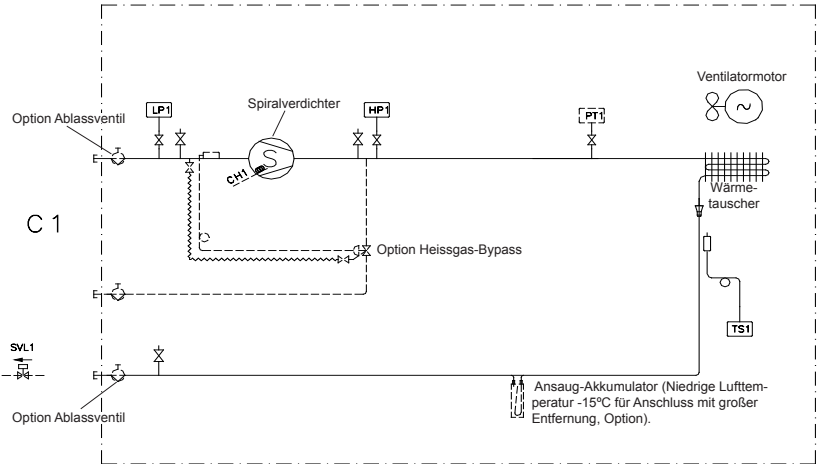 Ventilatormotor
LP1
Spiralverdichter
HP1
PT1
Option Ablassventil
S
CH1
Wärme-
tauscher
C 1
Option Heissgas-Bypass
TS1
SVL1
Ansaug-Akkumulator (Niedrige Lufttem-
peratur -15ºC für Anschluss mit großer
Entfernung, Option).
Option Ablassventil